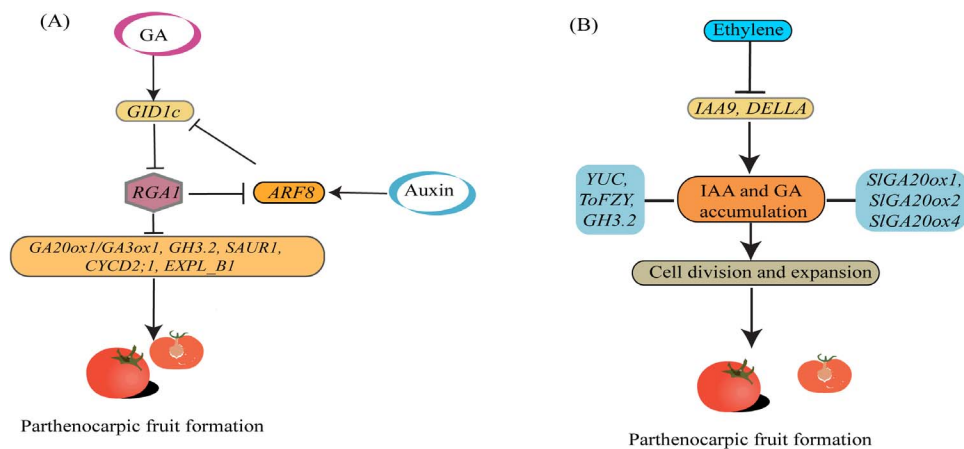 (A)
GA
GID1c
RGA1
ARF8
Auxin
GA20ox1/GA3ox1, GH3.2, SAUR1,
CYCD2;1, EXPL_B1
Parthenocarpic fruit formation
(B)
Ethylene
IAA9, DELLA
YUC,
ToFZY,
GH3.2
IAA and GA
accumulation
SlGA20ox1,
SlGA20ox2
SlGA20ox4
Cell division and expansion
Parthenocarpic fruit formation